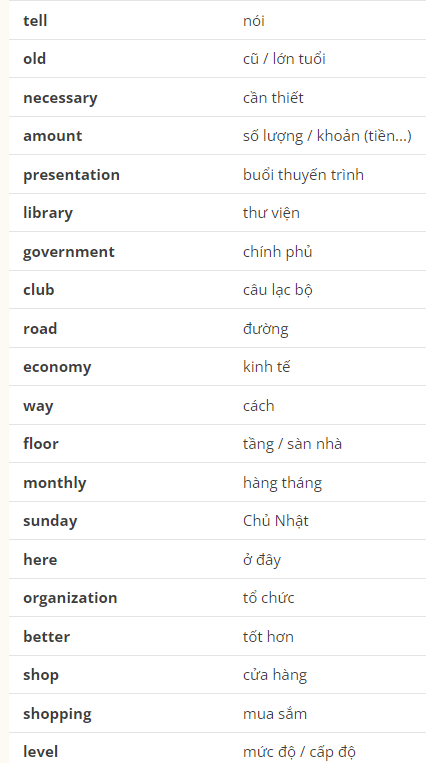 tell nói
old cũ / lớn tuổi
necessary cần thiết
amount số lượng / khoản (tiền...)
presentation buổi thuyến trình
library thư viện
government chính phủ
club câu lạc bộ
road đường
economy kinh tế
way cách
floor tầng / sàn nhà
monthly hàng tháng
sunday Chủ Nhật
here ở đây
organization tổ chức
better tốt hơn
shop cửa hàng
shopping mua sắm
level mức độ / cấp độ